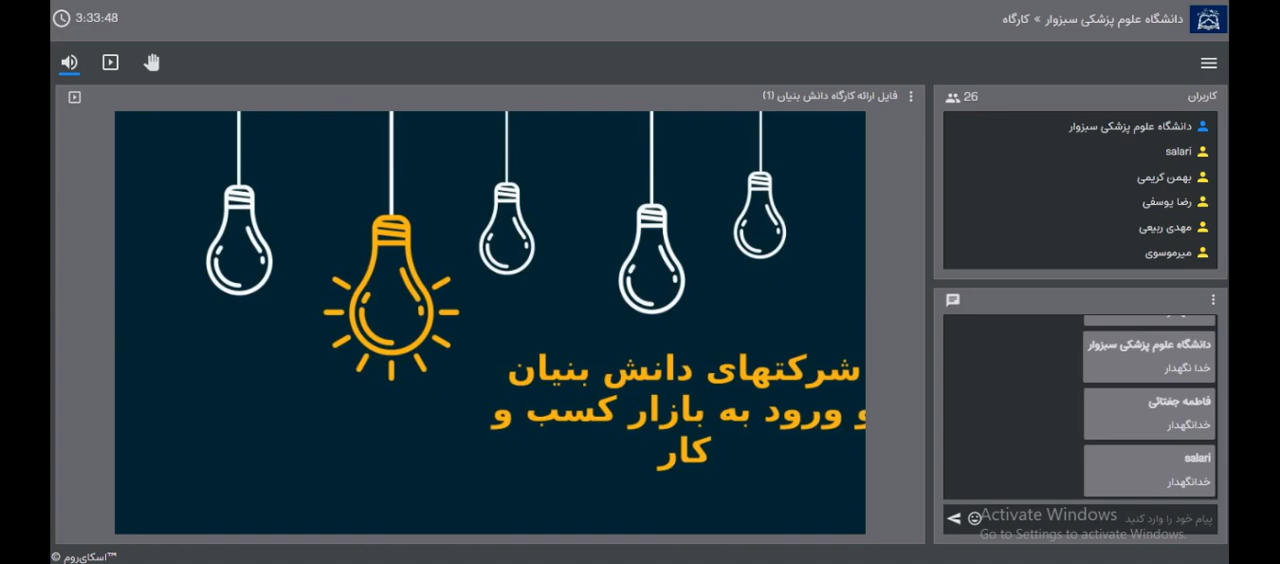 3:33:48
دانشگاه علوم پزشکی سبزوار » کارگاه
فایل ارائه کارگاه دانش بنیان (1)
شرکتهای دانش بنیان
و ورود به بازار کسب و
کار
کاربران
26
دانشگاه علوم پزشکی سبزوار
salari
بهمن کریمی
رضا یوسفی
مهدی ربیعی
میرموسوی
دانشگاه علوم پزشکی سبزوار
خدا نگهدار
فاطمه جغتائی
خدانگهدار
salari
خدانگهدار
پیام خود را وارد کنید
Activate Windows
Go to Settings to activate Windows.
© اسکای‌روم™